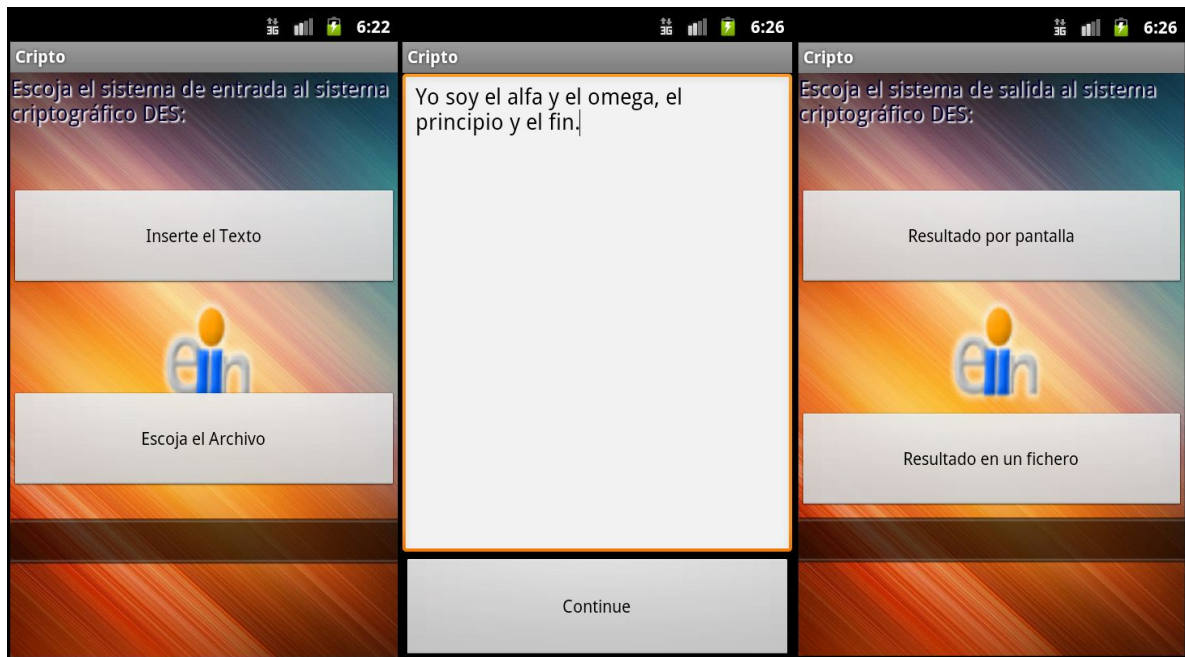 3G 6:22
Cripto
Escoja el sistema de entrada al sistema
criptográfico DES:
Inserte el Texto
eiin
Escoja el Archivo
3G 6:26
Cripto
Yo soy el alfa y el omega, el
principio y el fin.
Continue
3G 6:26
Cripto
Escoja el sistema de salida al sistema
criptográfico DES:
Resultado por pantalla
eiin
Resultado en un fichero